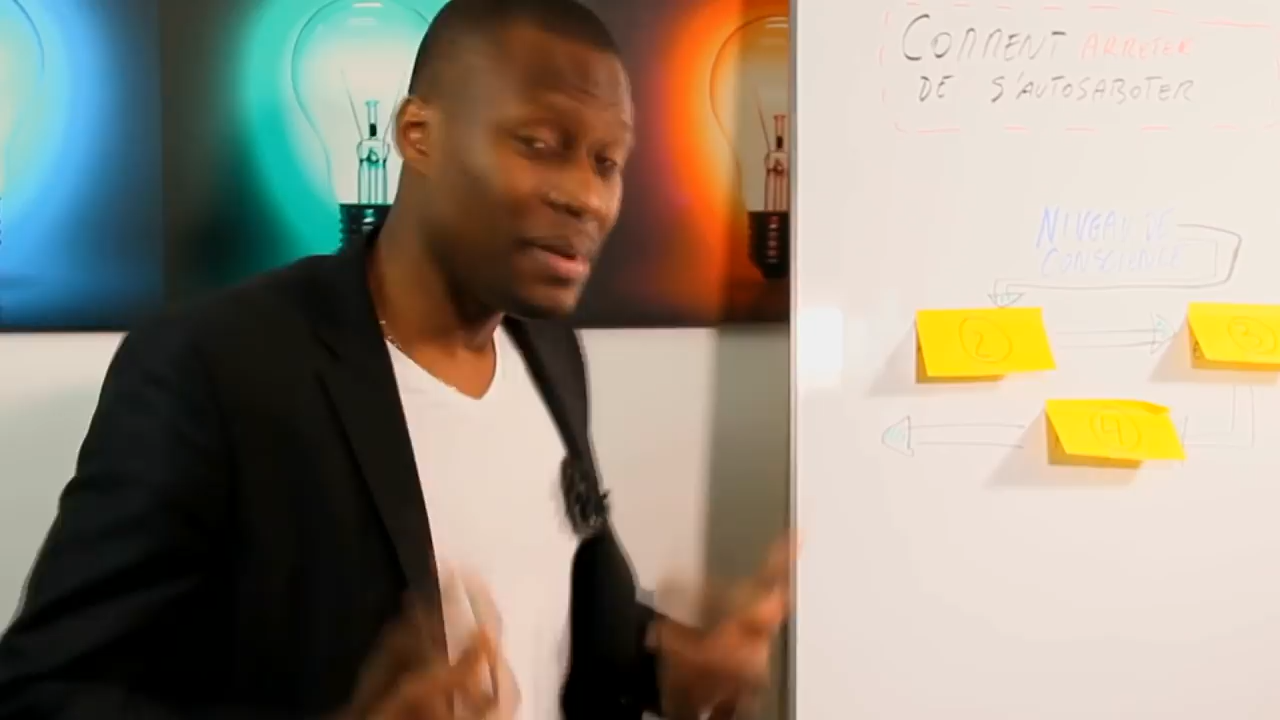 COMMENT ARRETER
DE S'AUTOSABOTER
NIVEAU DE
CONSCIENCE
2
3
4